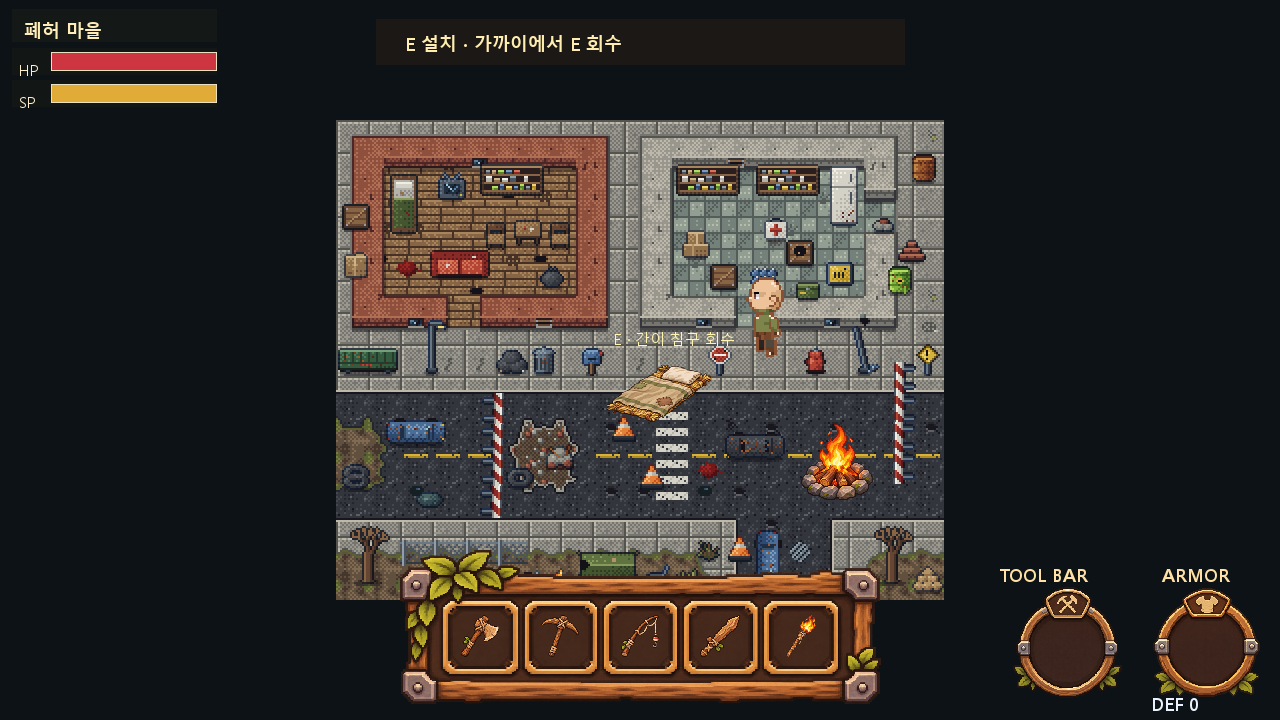 폐허 마을
HP
SP
E 설치 · 가까이에서 E 회수
E · 간이 침구 회수
TOOL BAR
ARMOR
DEF 0